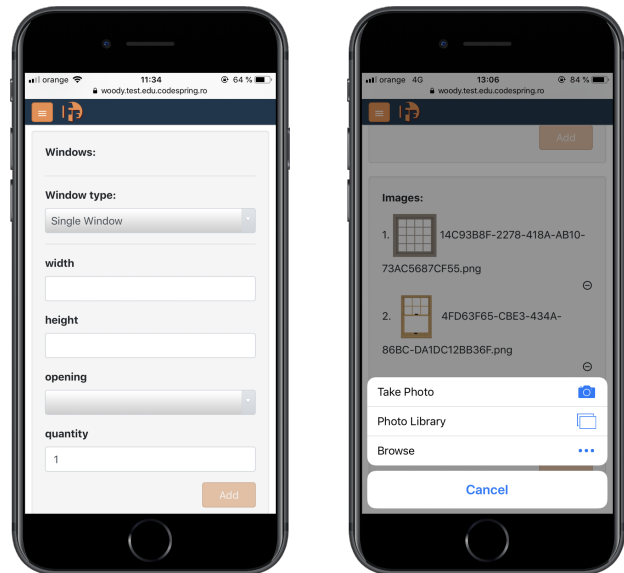 orange 11:34 64 %
woody.test.edu.codespring.ro
Windows:
Window type:
Single Window
width
height
opening
quantity
1
Add
orange 4G 13:06 84 %
woody.test.edu.codespring.ro
Add
Images:
1. 14C93B8F-2278-418A-AB10-
73AC5687CF55.png
2. 4FD63F65-CBE3-434A-
86BC-DA1DC12BB36F.png
Take Photo
Photo Library
Browse
Cancel